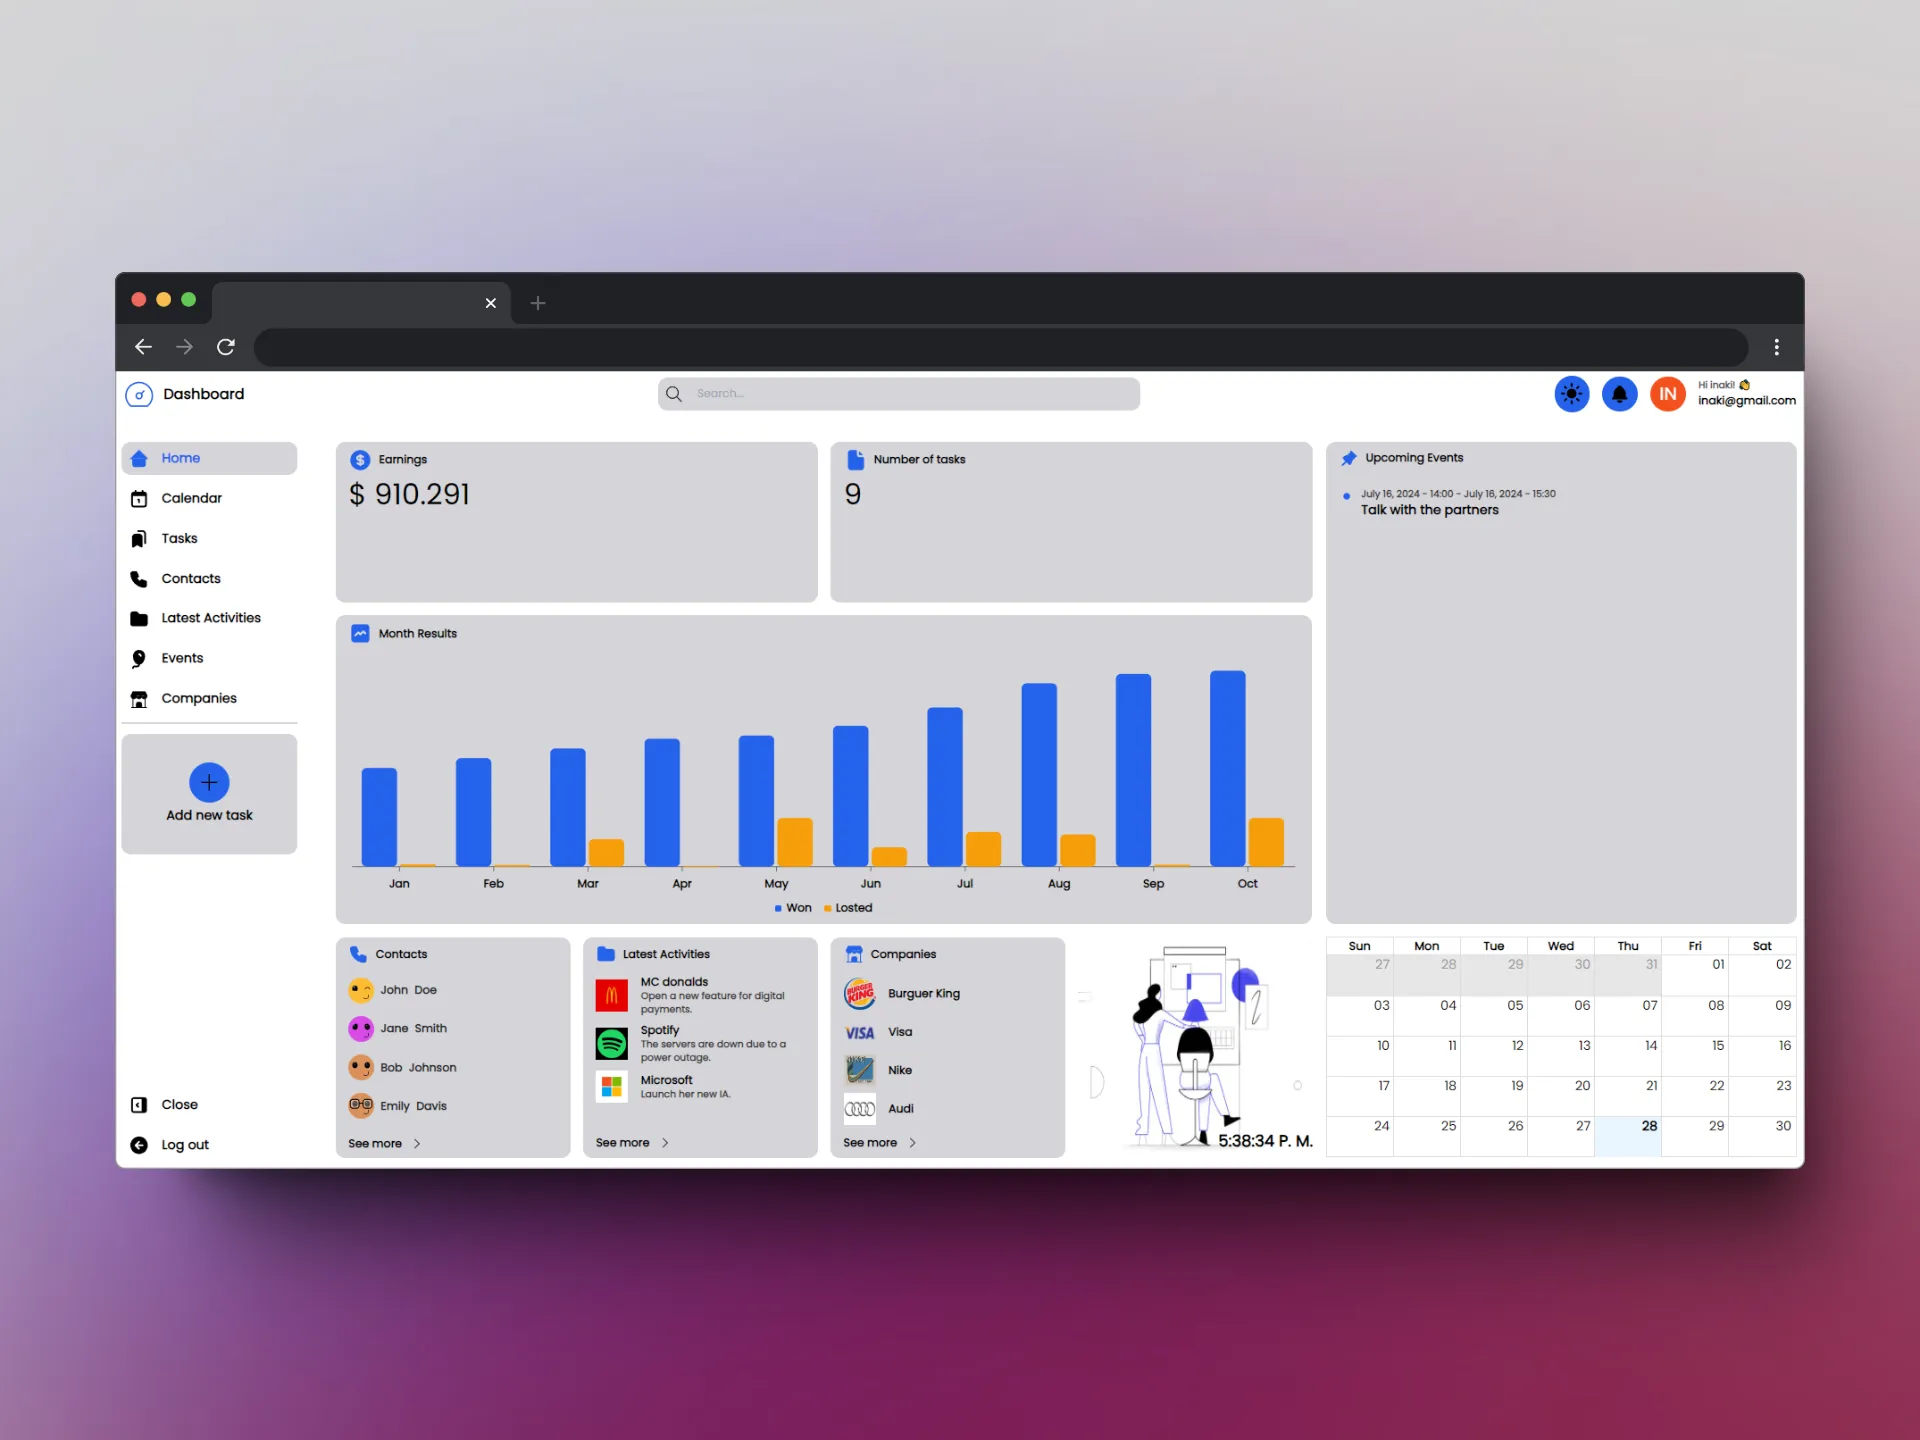 Dashboard
Search...
IN
Hi inaki! 👏
inaki@gmail.com
Home
Calendar
Tasks
Contacts
Latest Activities
Events
Companies
Add new task
Close
Log out
Earnings
$ 910.291
Number of tasks
9
Upcoming Events
July 16, 2024 - 14:00 - July 16, 2024 - 15:30
Talk with the partners
Month Results
Jan Feb Mar Apr May Jun Jul Aug Sep Oct
Won Losted
Contacts
John Doe
Jane Smith
Bob Johnson
Emily Davis
See more
Latest Activities
MC donalds
Open a new feature for digital
payments.
Spotify
The servers are down due to a
power outage.
Microsoft
Launch her new IA.
See more
Companies
BURGER KING
Burguer King
VISA
Visa
Nike
Audi
See more
5:38:34 P. M.
Sun Mon Tue Wed Thu Fri Sat
27 28 29 30 31 01 02
03 04 05 06 07 08 09
10 11 12 13 14 15 16
17 18 19 20 21 22 23
24 25 26 27 28 29 30